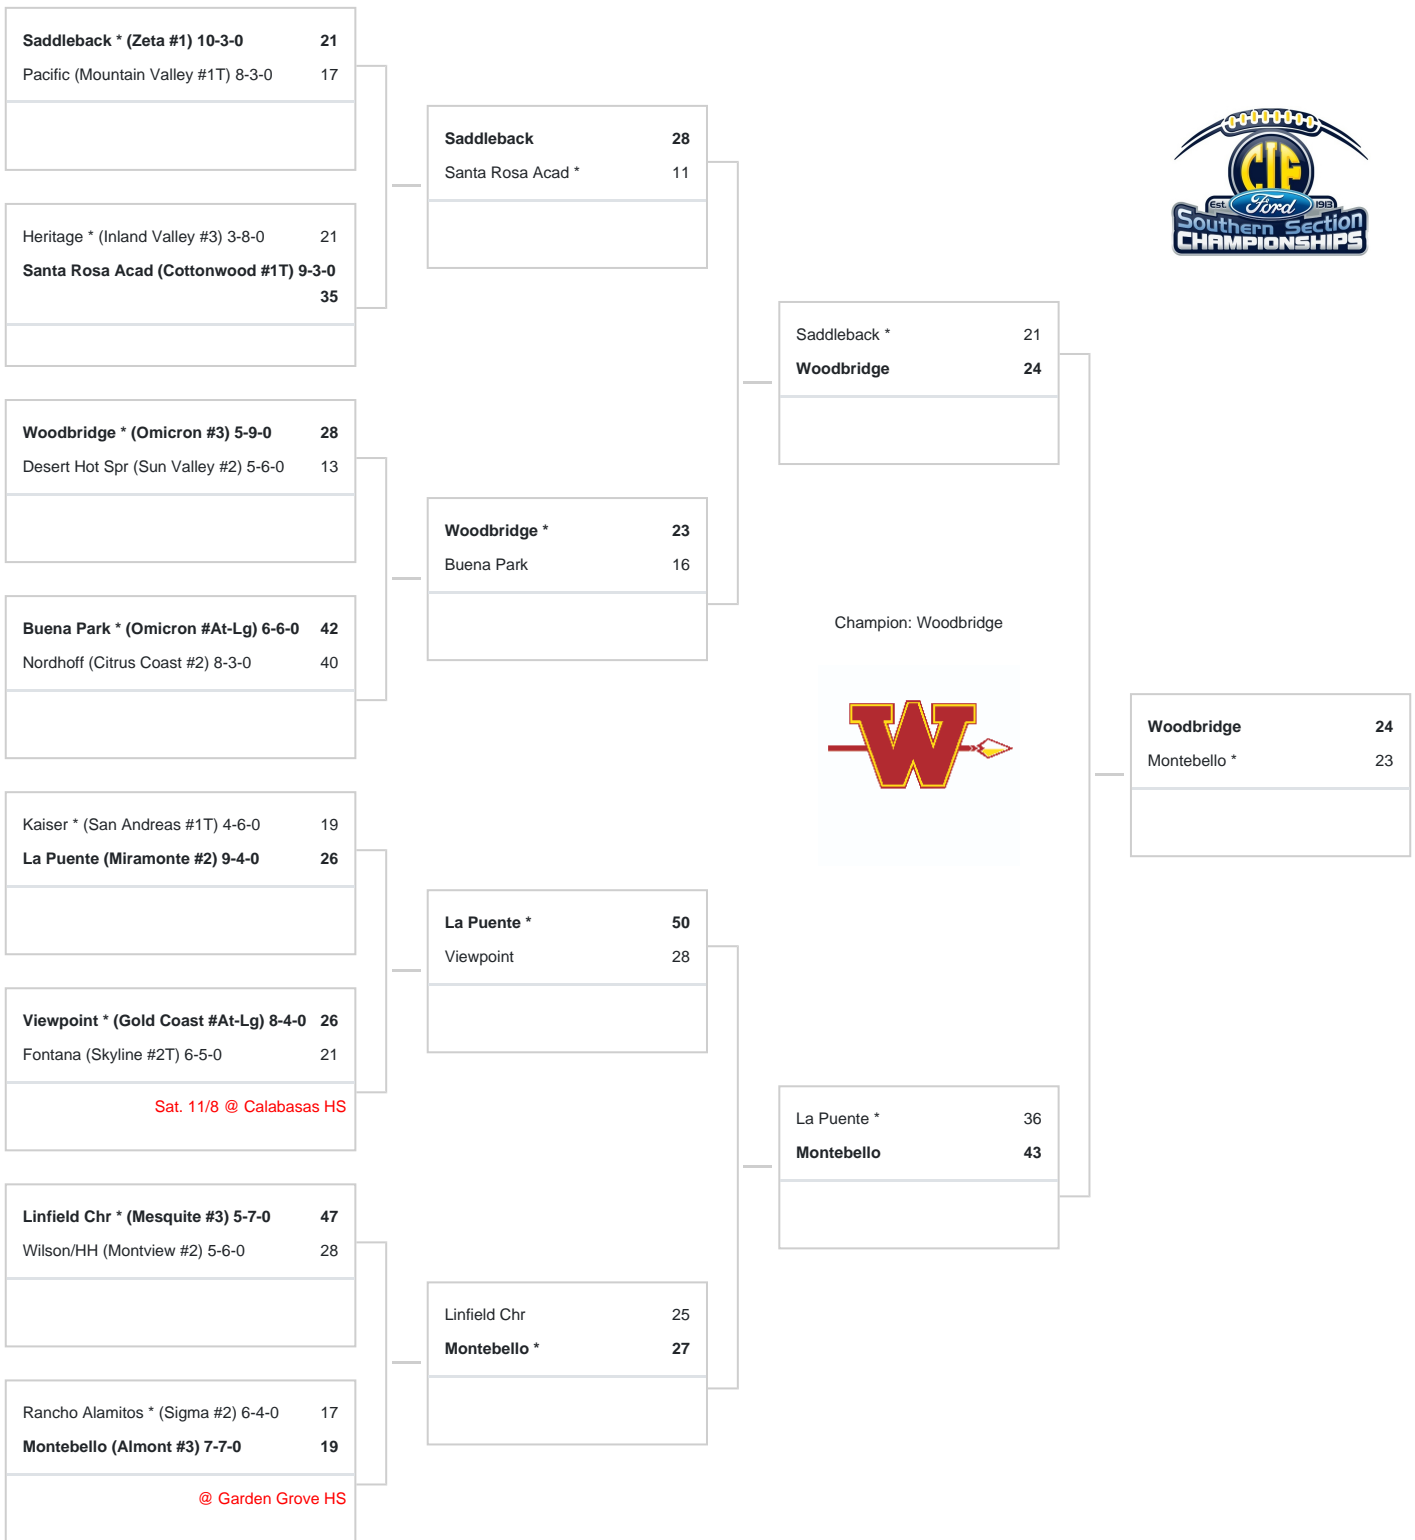 Saddleback * (Zeta #1) 10-3-0 21
Pacific (Mountain Valley #1T) 8-3-0 17
Heritage * (Inland Valley #3) 3-8-0 21
Santa Rosa Acad (Cottonwood #1T) 9-3-0
35
Woodbridge * (Omicron #3) 5-9-0 28
Desert Hot Spr (Sun Valley #2) 5-6-0 13
Buena Park * (Omicron #At-Lg) 6-6-0 42
Nordhoff (Citrus Coast #2) 8-3-0 40
Kaiser * (San Andreas #1T) 4-6-0 19
La Puente (Miramonte #2) 9-4-0 26
Viewpoint * (Gold Coast #At-Lg) 8-4-0 26
Fontana (Skyline #2T) 6-5-0 21
Sat. 11/8 @ Calabasas HS
Linfield Chr * (Mesquite #3) 5-7-0 47
Wilson/HH (Montview #2) 5-6-0 28
Rancho Alamitos * (Sigma #2) 6-4-0 17
Montebello (Almont #3) 7-7-0 19
@ Garden Grove HS
Saddleback 28
Santa Rosa Acad * 11
Woodbridge * 23
Buena Park 16
La Puente * 50
Viewpoint 28
Linfield Chr 25
Montebello * 27
Saddleback * 21
Woodbridge 24
Champion: Woodbridge
W
La Puente * 36
Montebello 43
CIF
Est. Ford 1913
Southern Section
CHAMPIONSHIPS
Woodbridge 24
Montebello * 23